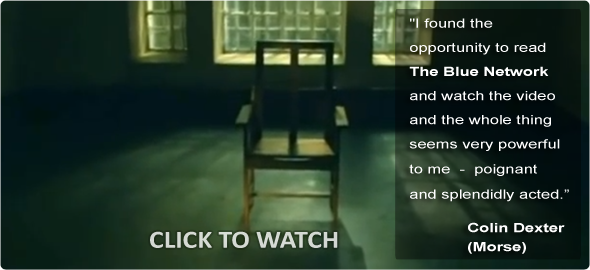 "I found the
opportunity to read
The Blue Network
and watch the video
and the whole thing
seems very powerful
to me - poignant
and splendidly acted."
Colin Dexter
(Morse)
CLICK TO WATCH